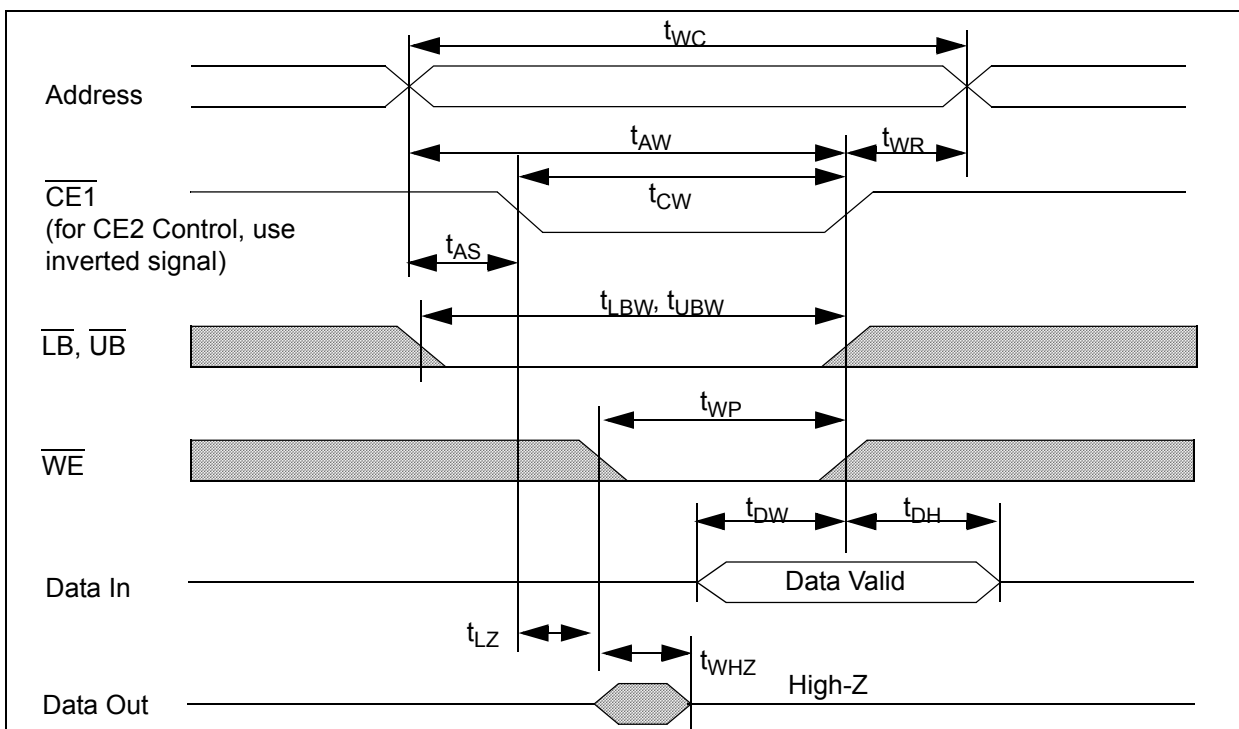 tWC
Address
tAW
tWR
CE1
tCW
(for CE2 Control, use
inverted signal)
tAS
tLBW, tUBW
LB, UB
tWP
WE
tDW
tDH
Data In
Data Valid
tLZ
tWHZ
Data Out
High-Z